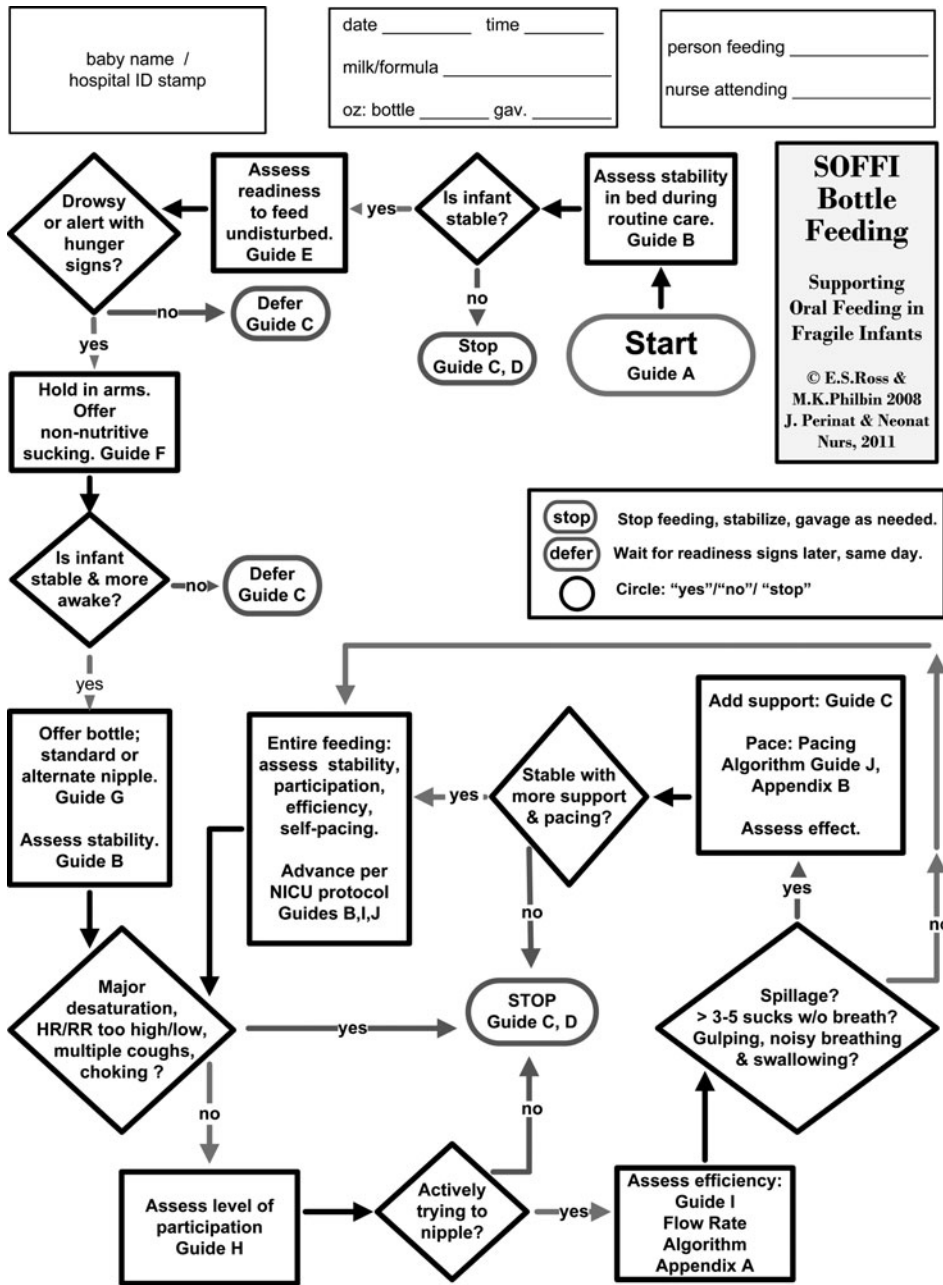 baby name /
hospital ID stamp
date ________ time ________
milk/formula ________
oz: bottle ________ gav. ________
person feeding ________
nurse attending ________
SOFFI
Bottle
Feeding
Supporting
Oral Feeding in
Fragile Infants
© E.S.Ross &
M.K.Philbin 2008
J. Perinat & Neonat
Nurs, 2011
Start
Guide A
Assess stability
in bed during
routine care.
Guide B
Is infant
stable?
no
Stop
Guide C, D
yes
Assess
readiness
to feed
undisturbed.
Guide E
Drowsy
or alert with
hunger
signs?
no
Defer
Guide C
yes
Hold in arms.
Offer
non-nutritive
sucking. Guide F
Is infant
stable & more
awake?
no
Defer
Guide C
yes
stop Stop feeding, stabilize, gavage as needed.
defer Wait for readiness signs later, same day.
Circle: “yes”/“no”/ “stop”
Offer bottle;
standard or
alternate nipple.
Guide G
Assess stability.
Guide B
Entire feeding:
assess stability,
participation,
efficiency,
self-pacing.
Advance per
NICU protocol
Guides B,I,J
yes
Stable with
more support
& pacing?
no
Add support: Guide C
Pace: Pacing
Algorithm Guide J,
Appendix B
Assess effect.
yes
no
Major
desaturation,
HR/RR too high/low,
multiple coughs,
choking ?
yes
STOP
Guide C, D
Spillage?
> 3-5 sucks w/o breath?
Gulping, noisy breathing
& swallowing?
no
Assess level of
participation
Guide H
Actively
trying to
nipple?
no
yes
Assess efficiency:
Guide I
Flow Rate
Algorithm
Appendix A